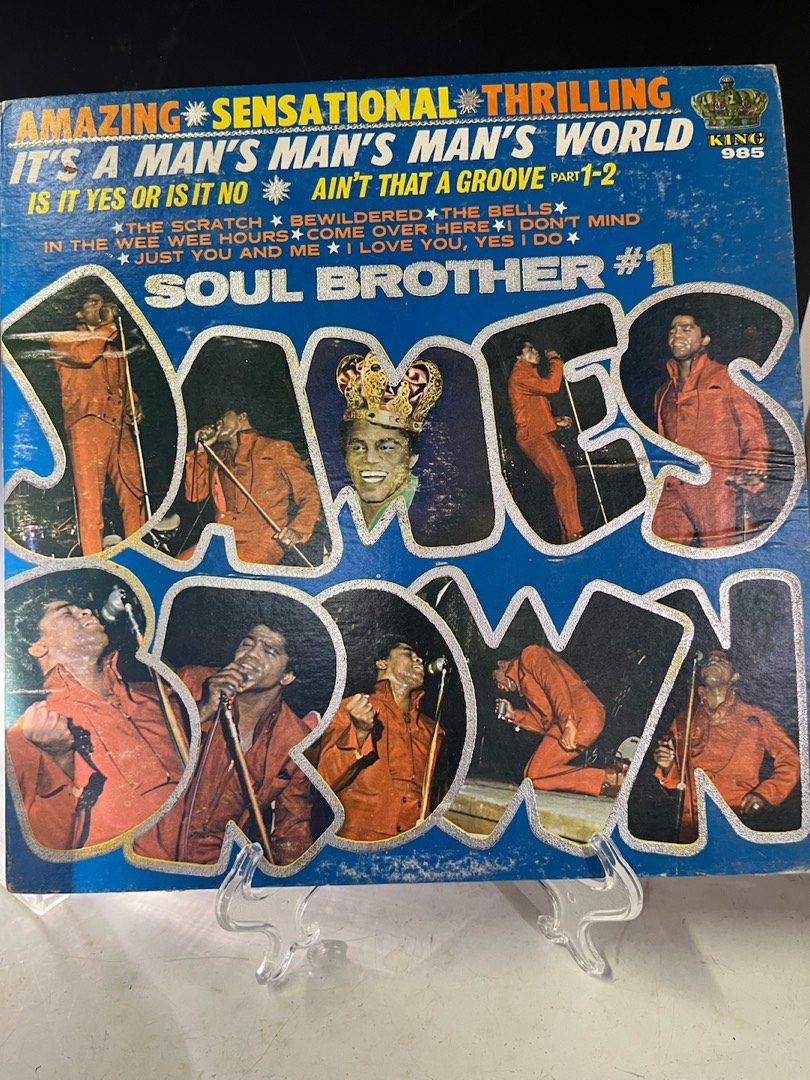 AMAZING SENSATIONAL THRILLING
KING
985
IT'S A MAN'S MAN'S MAN'S WORLD
IS IT YES OR IS IT NO AIN'T THAT A GROOVE PART 1-2
THE SCRATCH BEWILDERED THE BELLS
IN THE WEE WEE HOURS COME OVER HERE I DON'T MIND
JUST YOU AND ME I LOVE YOU, YES I DO
SOUL BROTHER #1
JAMES
BROWN